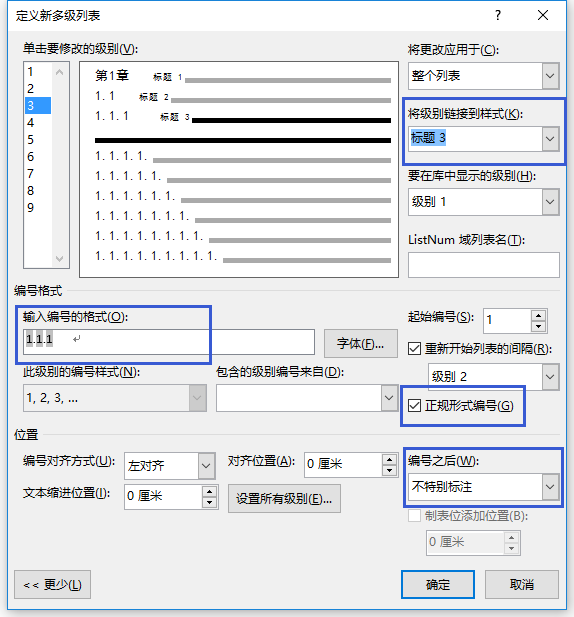 定义新多级列表
单击要修改的级别(V):
1
2
3
4
5
6
7
8
9
第1章 标题 1
1.1 标题 2
1.1.1 标题 3
1.1.1.1.
1.1.1.1.1.
1.1.1.1.1.1.
1.1.1.1.1.1.1.
1.1.1.1.1.1.1.1.
1.1.1.1.1.1.1.1.1.
将更改应用于(C):
整个列表
将级别链接到样式(K):
标题 3
要在库中显示的级别(H):
级别 1
ListNum 域列表名(T):
编号格式
输入编号的格式(O):
1.1.1
字体(F)...
起始编号(S): 1
重新开始列表的间隔(R):
级别 2
此级别的编号样式(N):
1, 2, 3, ...
包含的级别编号来自(D):
正规形式编号(G)
位置
编号对齐方式(U): 左对齐
对齐位置(A): 0 厘米
文本缩进位置(I): 0 厘米
设置所有级别(E)...
编号之后(W):
不特别标注
制表位添加位置(B):
0 厘米
<< 更少(L)
确定
取消